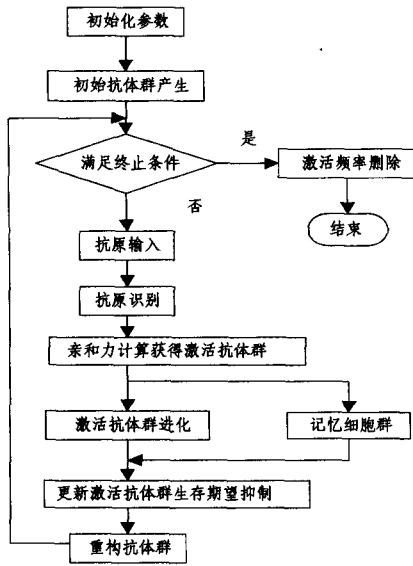 初始化参数
初始抗体群产生
满足终止条件
是
激活频率删除
结束
否
抗原输入
抗原识别
亲和力计算获得激活抗体群
激活抗体群进化
记忆细胞群
更新激活抗体群生存期望抑制
重构抗体群